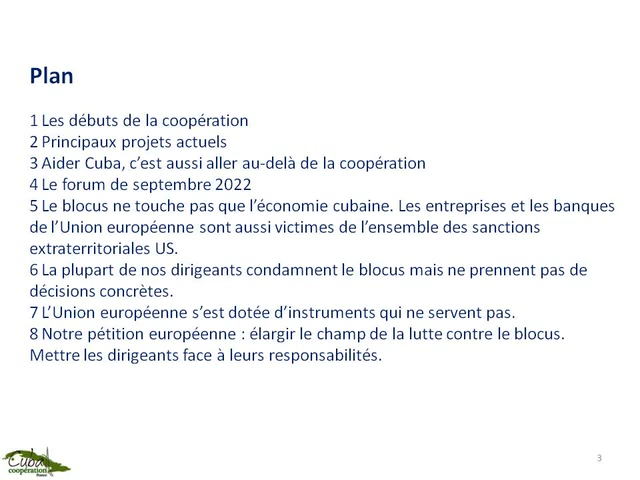 Plan
1 Les débuts de la coopération
2 Principaux projets actuels
3 Aider Cuba, c’est aussi aller au-delà de la coopération
4 Le forum de septembre 2022
5 Le blocus ne touche pas que l’économie cubaine. Les entreprises et les banques
de l’Union européenne sont aussi victimes de l’ensemble des sanctions
extraterritoriales US.
6 La plupart de nos dirigeants condamnent le blocus mais ne prennent pas de
décisions concrètes.
7 L’Union européenne s’est dotée d’instruments qui ne servent pas.
8 Notre pétition européenne : élargir le champ de la lutte contre le blocus.
Mettre les dirigeants face à leurs responsabilités.
Cuba
coopération
France
3